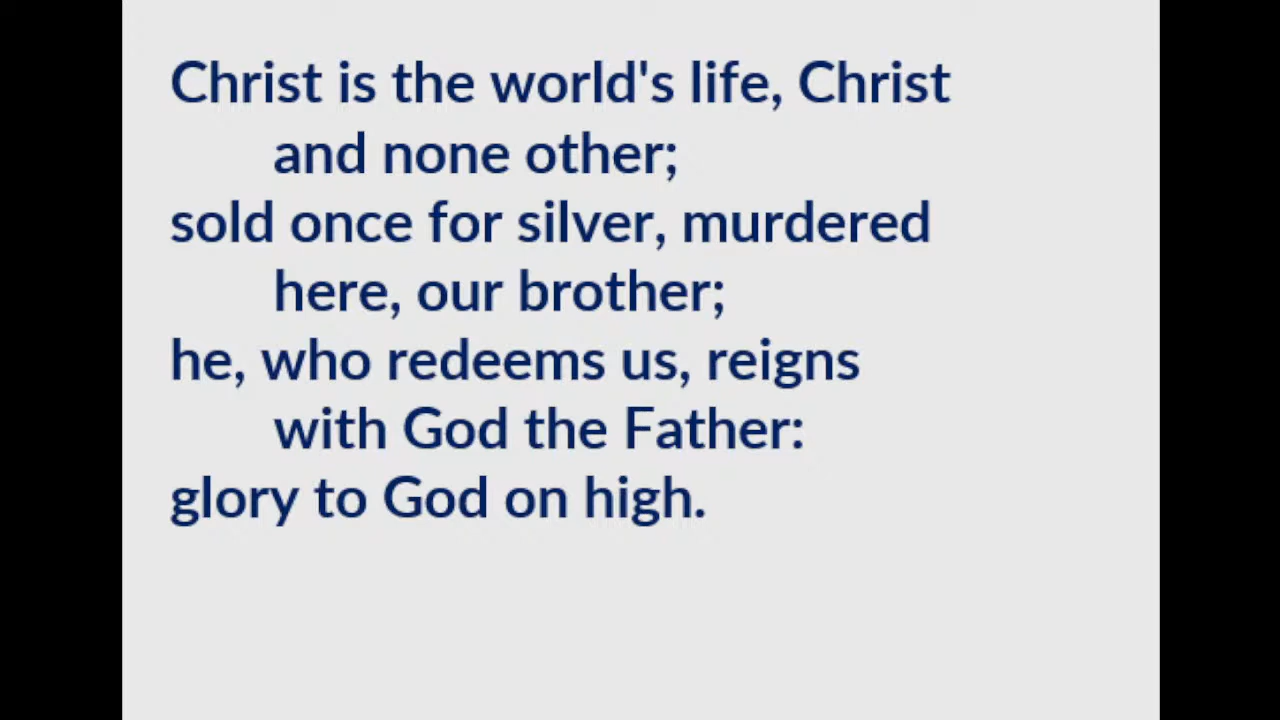 Christ is the world's life, Christ
and none other;
sold once for silver, murdered
here, our brother;
he, who redeems us, reigns
with God the Father:
glory to God on high.